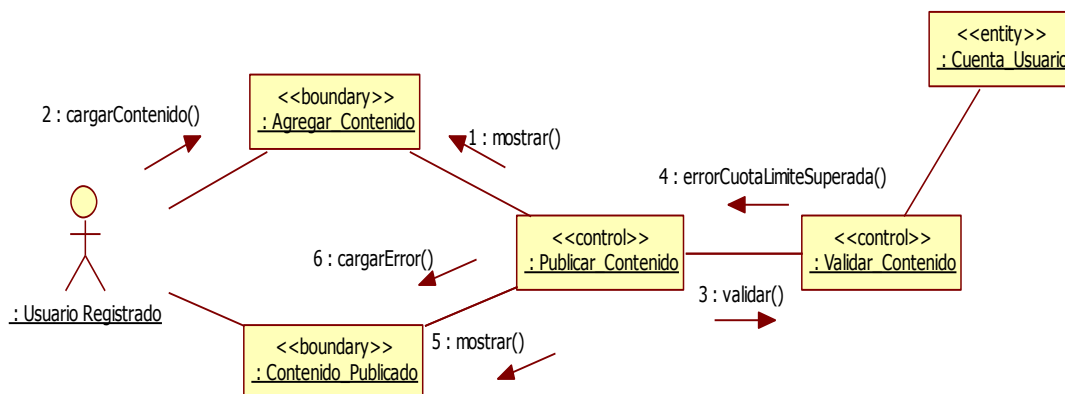 <<entity>>
: Cuenta_Usuario
<<boundary>>
: Agregar_Contenido
2 : cargarContenido()
1 : mostrar()
4 : errorCuotaLimiteSuperada()
<<control>>
: Publicar_Contenido
<<control>>
: Validar_Contenido
6 : cargarError()
3 : validar()
: Usuario Registrado
<<boundary>>
: Contenido_Publicado
5 : mostrar()